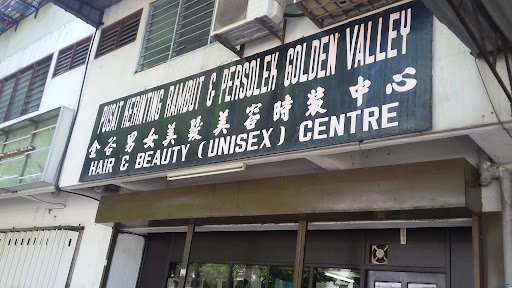 PUSAT KERINTING RAMBUT & PERSOLEK GOLDEN VALLEY
金谷男女美髮美容時裝中心
HAIR & BEAUTY (UNISEX) CENTRE